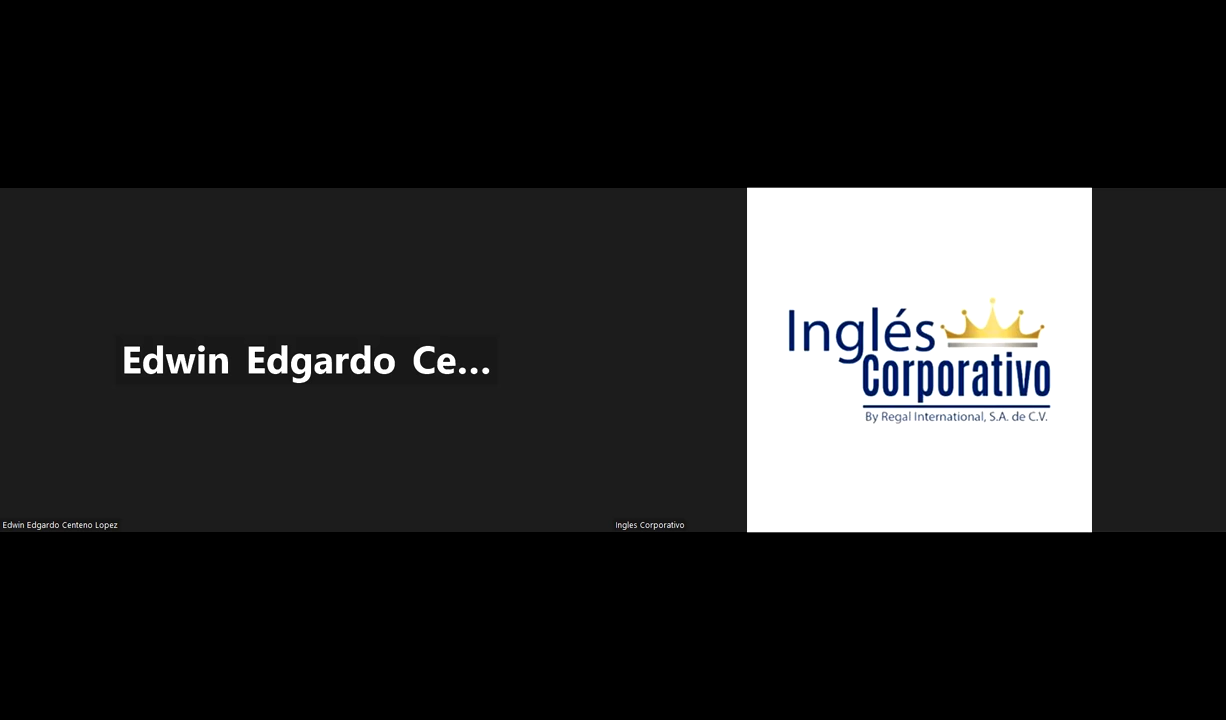 Edwin Edgardo Ce...
Edwin Edgardo Centeno Lopez
Inglés
Corporativo
By Regal International, S.A. de C.V.
Ingles Corporativo